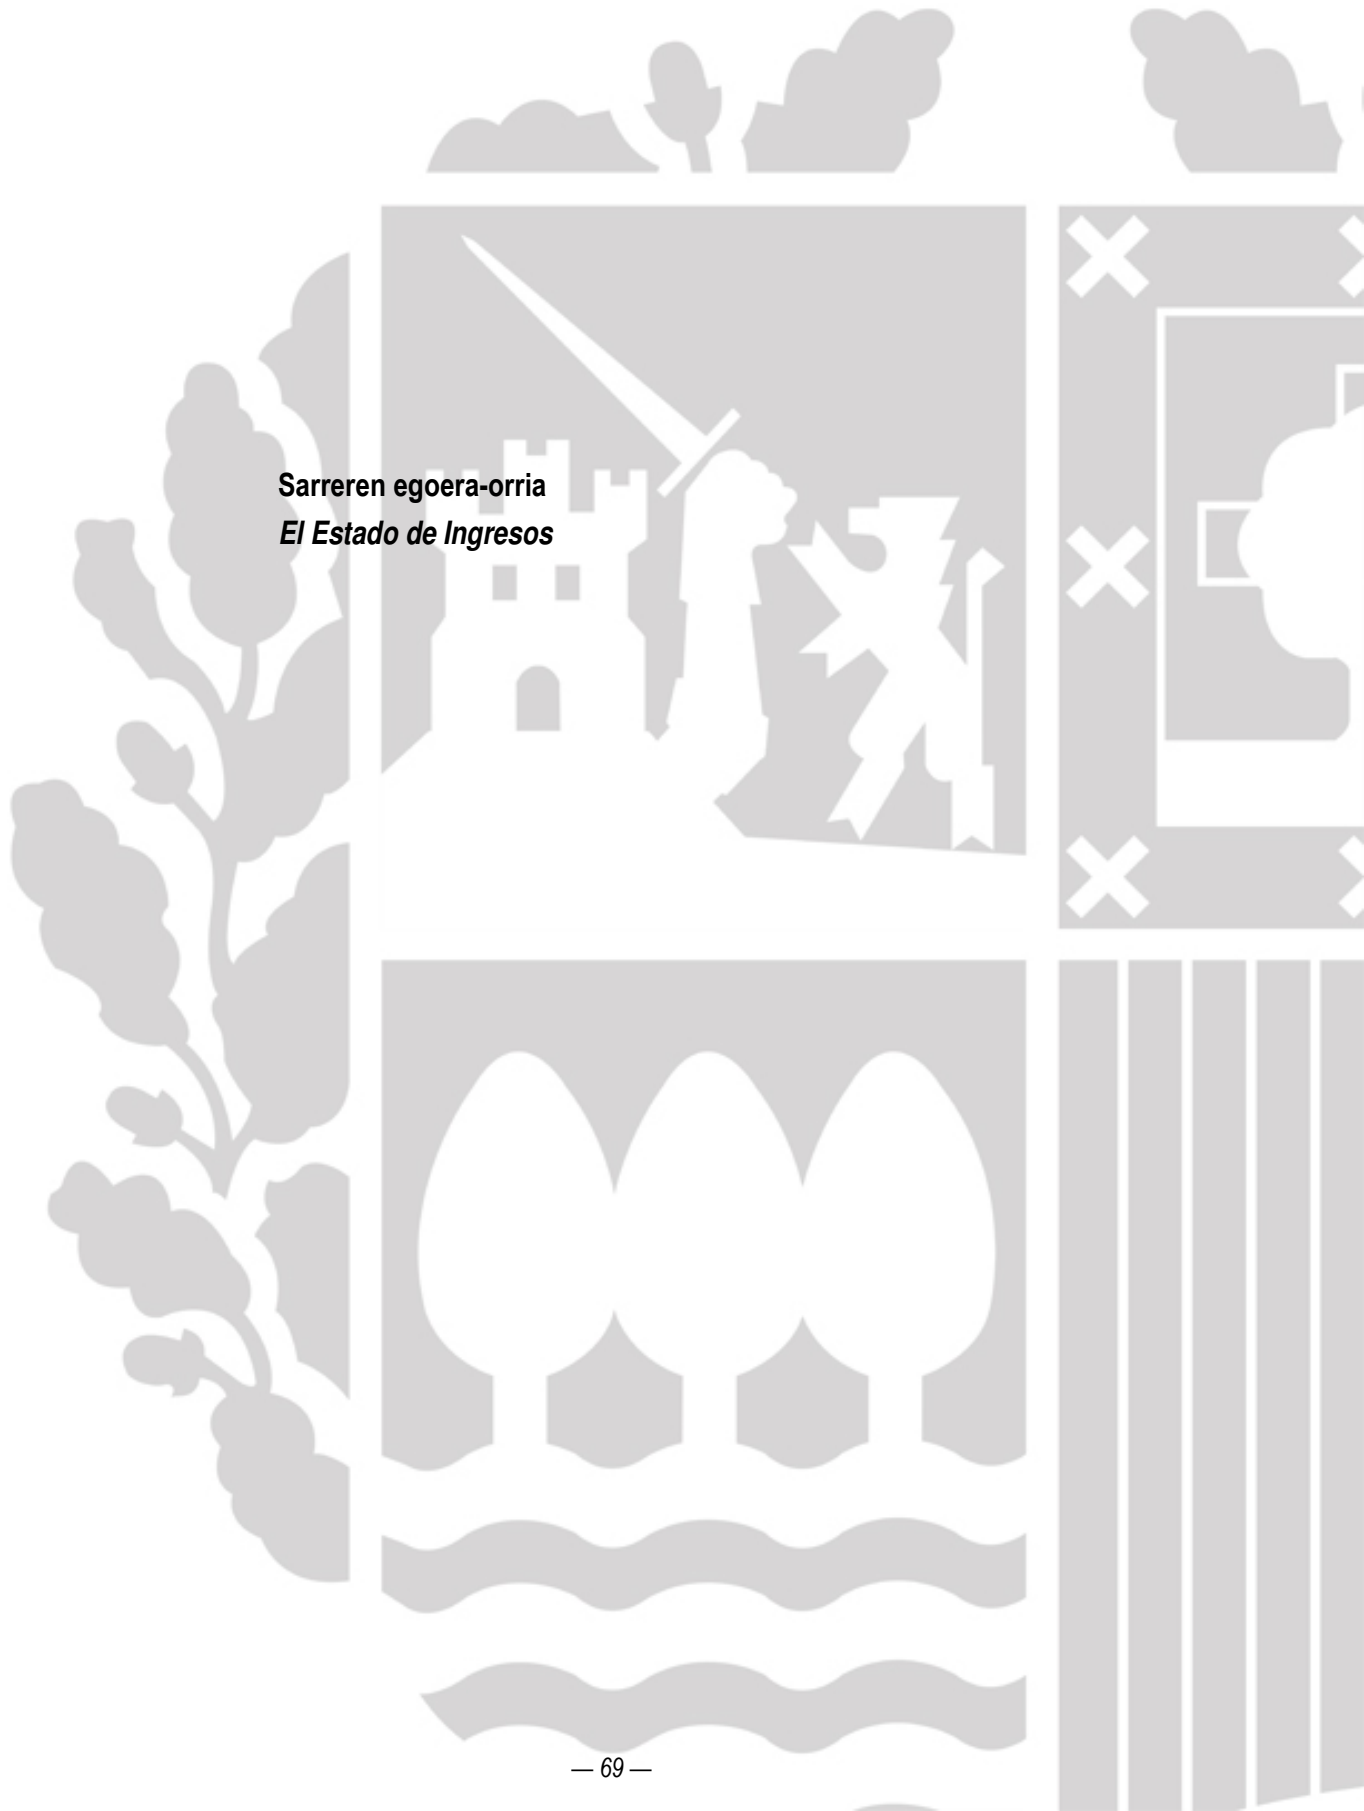 Sarreren egoera-orria
El Estado de Ingresos
— 69 —